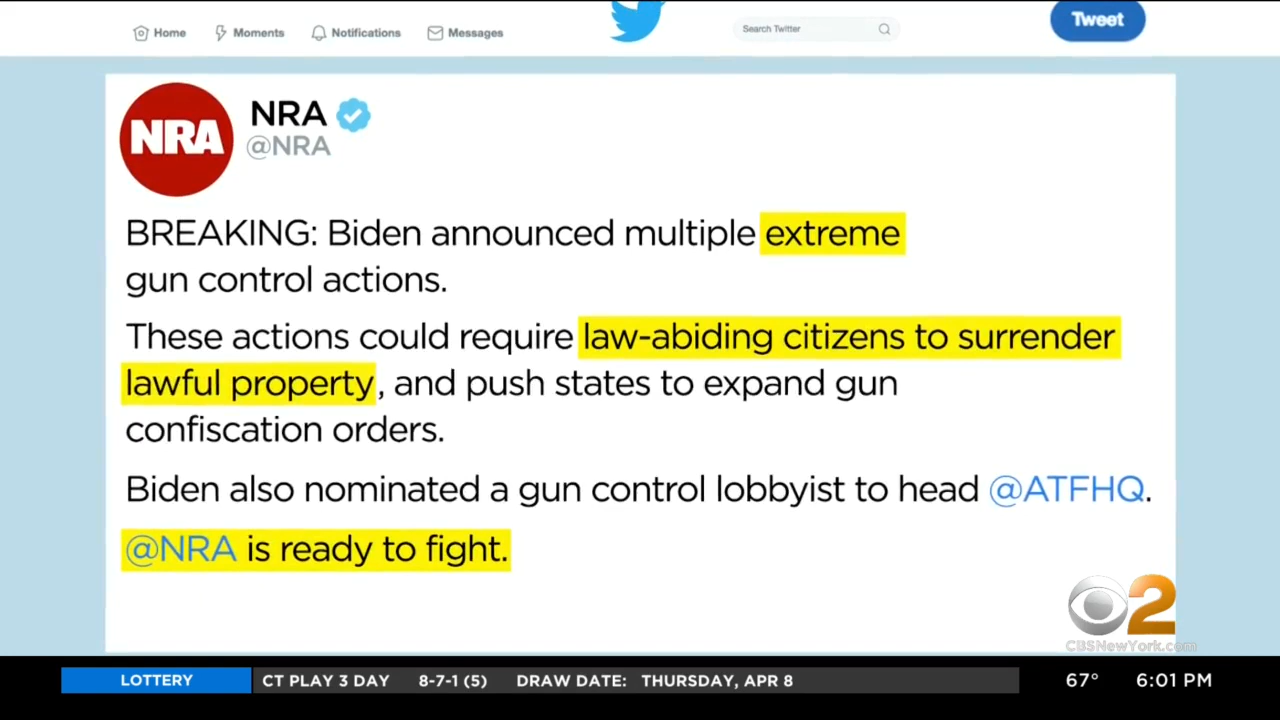 Home Moments Notifications Messages Search Twitter Tweet
NRA
NRA
@NRA
BREAKING: Biden announced multiple extreme
gun control actions.
These actions could require law-abiding citizens to surrender
lawful property, and push states to expand gun
confiscation orders.
Biden also nominated a gun control lobbyist to head @ATFHQ.
@NRA is ready to fight.
2
CBSNewYork.com
LOTTERY CT PLAY 3 DAY 8-7-1 (5) DRAW DATE: THURSDAY, APR 8 67° 6:01 PM